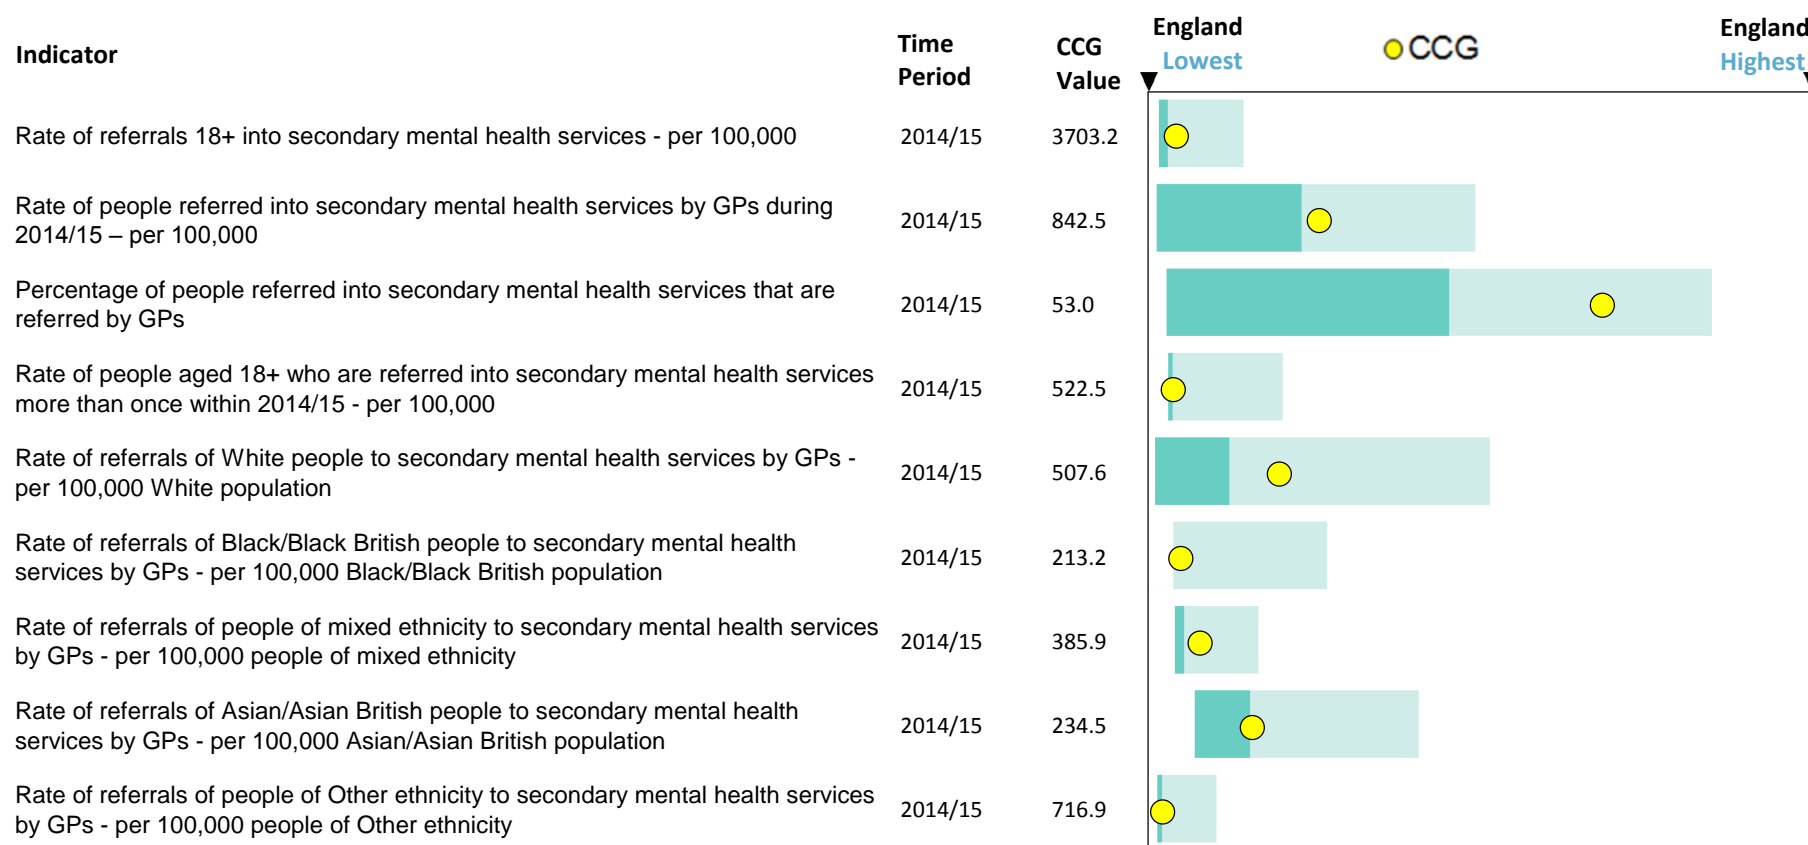 Indicator
Time
Period
CCG
Value
England
Lowest
CCG
England
Highest
Rate of referrals 18+ into secondary mental health services - per 100,000
2014/15
3703.2
Rate of people referred into secondary mental health services by GPs during
2014/15 – per 100,000
2014/15
842.5
Percentage of people referred into secondary mental health services that are
referred by GPs
2014/15
53.0
Rate of people aged 18+ who are referred into secondary mental health services
more than once within 2014/15 - per 100,000
2014/15
522.5
Rate of referrals of White people to secondary mental health services by GPs -
per 100,000 White population
2014/15
507.6
Rate of referrals of Black/Black British people to secondary mental health
services by GPs - per 100,000 Black/Black British population
2014/15
213.2
Rate of referrals of people of mixed ethnicity to secondary mental health services
by GPs - per 100,000 people of mixed ethnicity
2014/15
385.9
Rate of referrals of Asian/Asian British people to secondary mental health
services by GPs - per 100,000 Asian/Asian British population
2014/15
234.5
Rate of referrals of people of Other ethnicity to secondary mental health services
by GPs - per 100,000 people of Other ethnicity
2014/15
716.9